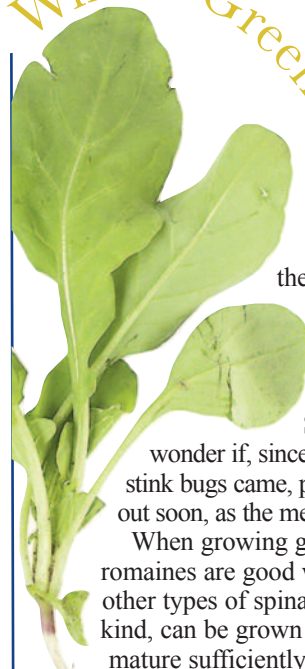 Green
the
wonder if, since
stink bugs came, p
out soon, as the me
When growing g
romaines are good v
other types of spina
kind, can be grown
mature sufficiently